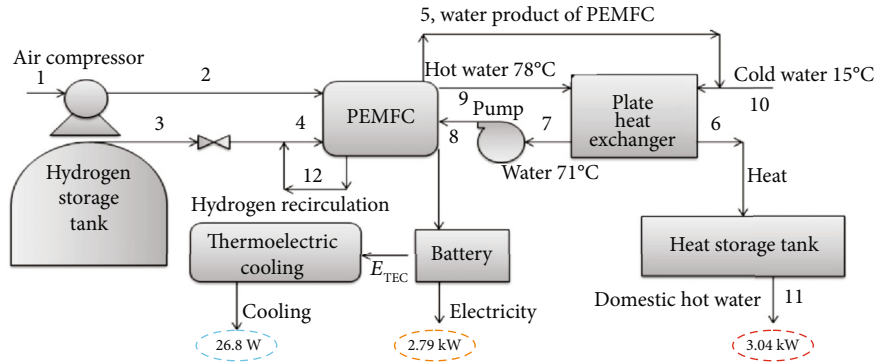 5, water product of PEMFC
Air compressor
1
2
Hot water 78°C
Cold water 15°C
9
10
Pump
PEMFC
Plate
heat
exchanger
3
4
8
7
6
Water 71°C
Heat
12
Hydrogen
storage
tank
Hydrogen recirculation
Thermoelectric
cooling
E_TEC
Battery
Heat storage tank
Cooling
Electricity
Domestic hot water
11
26.8 W
2.79 kW
3.04 kW